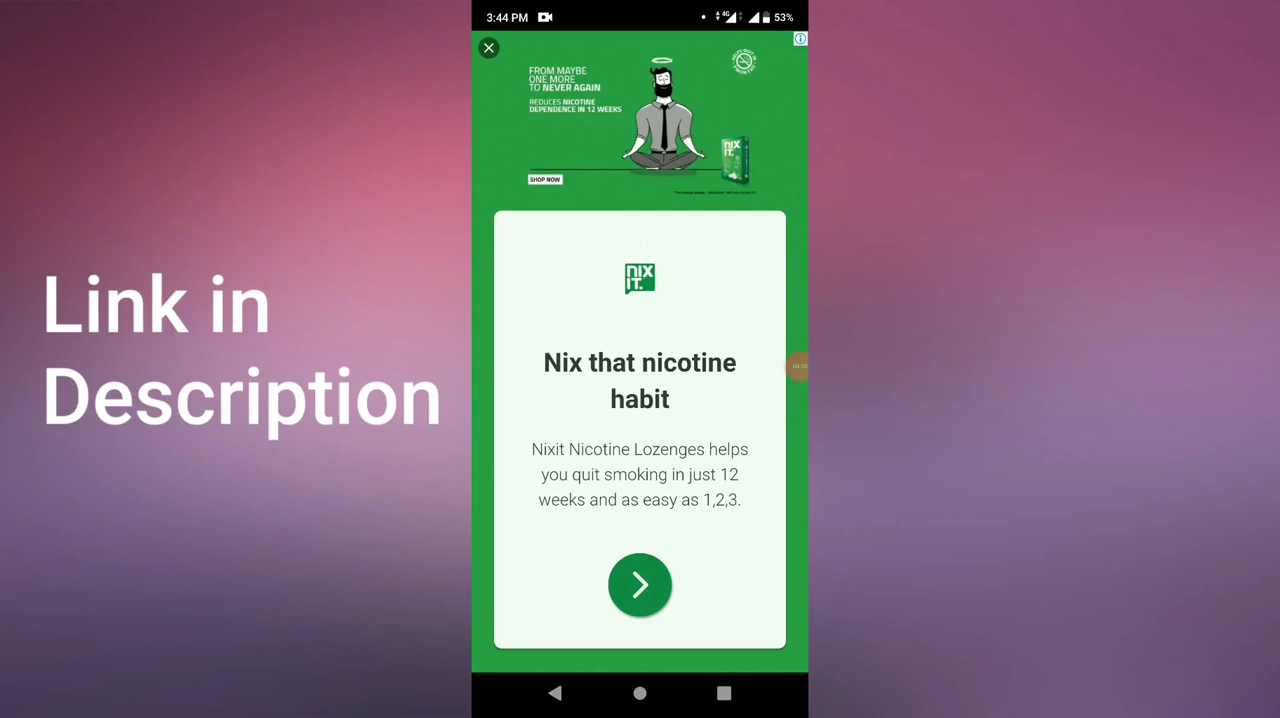 3:44 PM
4G
53%
FROM MAYBE
ONE MORE
TO NEVER AGAIN
REDUCES NICOTINE
DEPENDENCE IN 12 WEEKS
NIX
IT.
SHOP NOW
NIX
IT.
Nix that nicotine
habit
Nixit Nicotine Lozenges helps
you quit smoking in just 12
weeks and as easy as 1,2,3.
Link in
Description